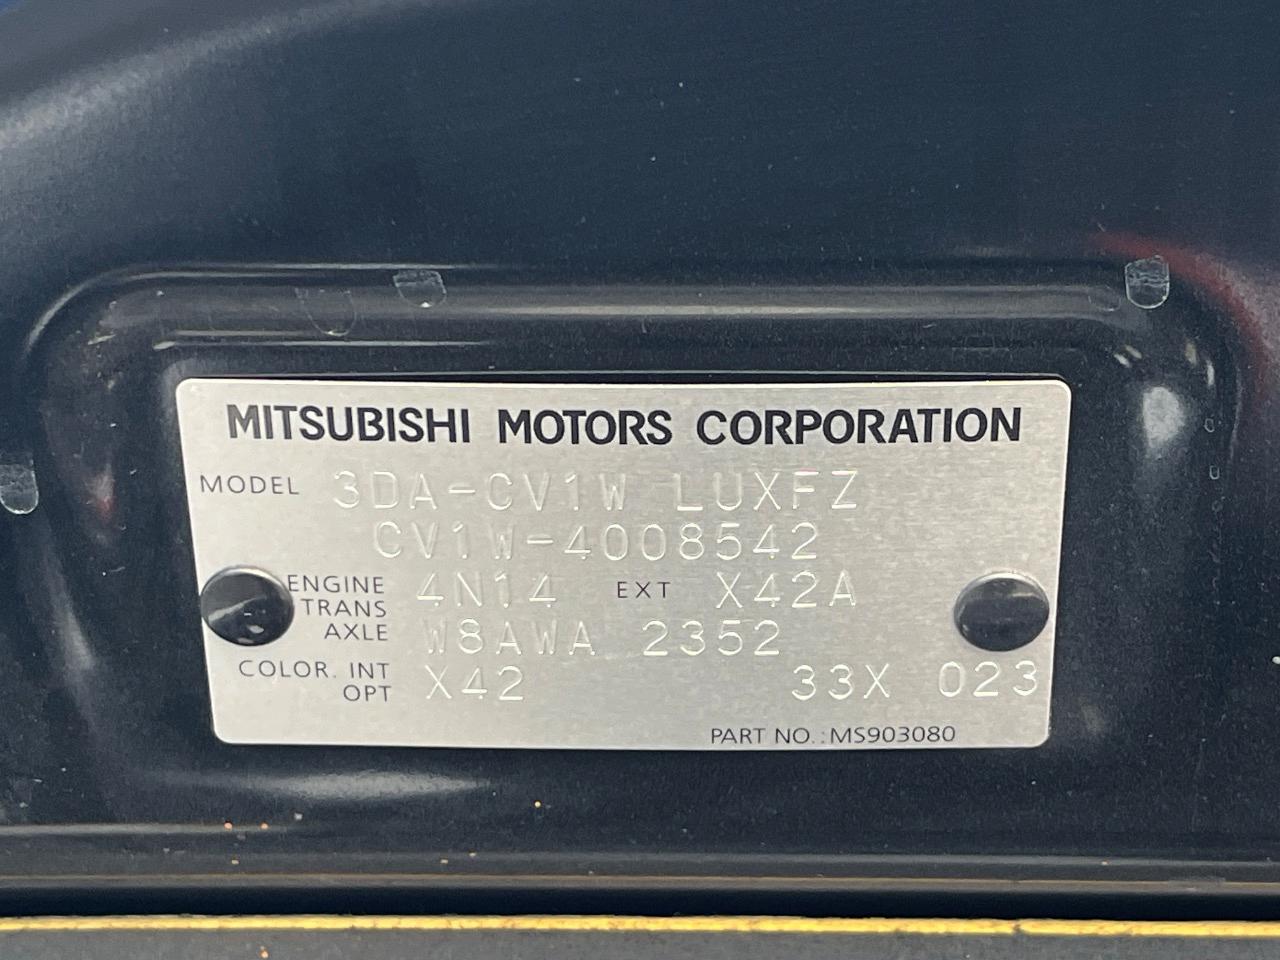 MITSUBISHI MOTORS CORPORATION
MODEL 3DA-CV1W LUXFZ
CV1W-4008542
ENGINE 4N14 EXT X42A
TRANS
AXLE W8AWA 2352
COLOR. INT
OPT X42 33X 023
PART NO.:MS903080